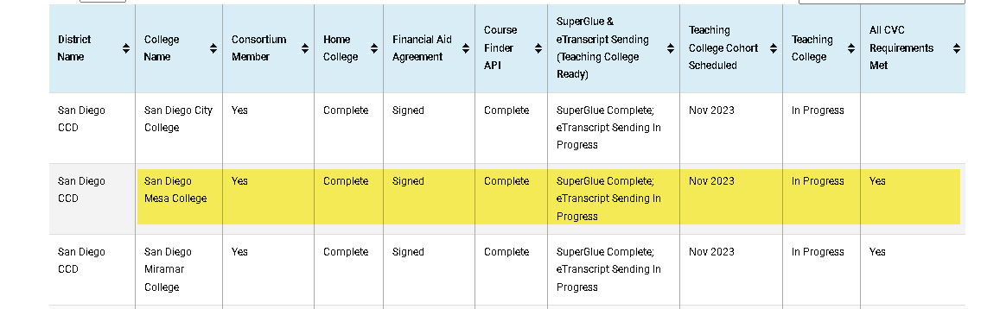 District Name
College Name
Consortium Member
Home College
Financial Aid Agreement
Course Finder API
SuperGlue & eTranscript Sending (Teaching College Ready)
Teaching College Cohort Scheduled
Teaching College
All CVC Requirements Met
San Diego CCD
San Diego City College
Yes
Complete
Signed
Complete
SuperGlue Complete; eTranscript Sending In Progress
Nov 2023
In Progress
San Diego CCD
San Diego Mesa College
Yes
Complete
Signed
Complete
SuperGlue Complete; eTranscript Sending In Progress
Nov 2023
In Progress
Yes
San Diego CCD
San Diego Miramar College
Yes
Complete
Signed
Complete
SuperGlue Complete; eTranscript Sending In Progress
Nov 2023
In Progress
Yes